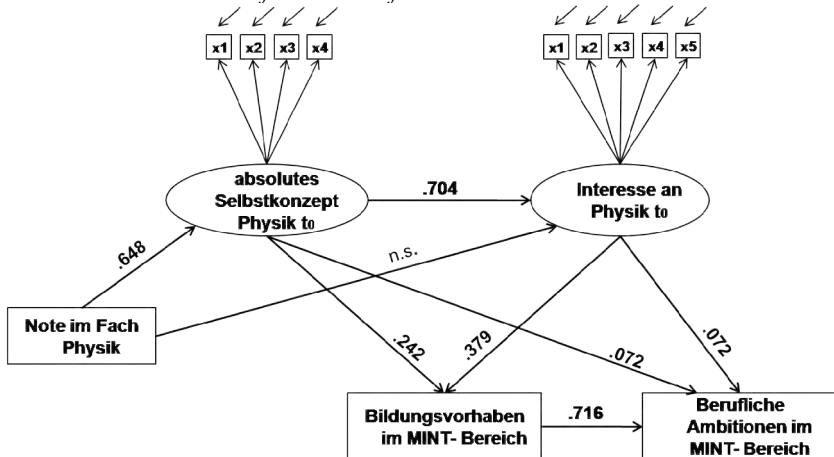 x1 x2 x3 x4
x1 x2 x3 x4 x5
absolutes
Selbstkonzept
Physik t0
.704
Interesse an
Physik t0
.648
n.s.
Note im Fach
Physik
.242
.379
.072
.072
Bildungsvorhaben
im MINT- Bereich
.716
Berufliche
Ambitionen im
MINT- Bereich